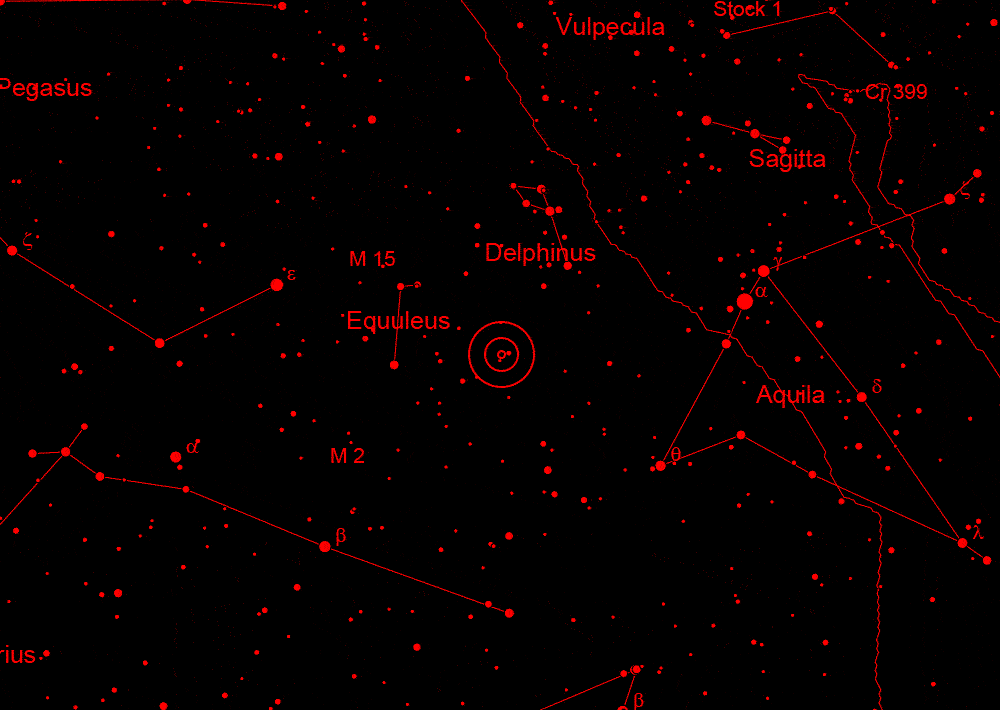 Stock 1
Vulpecula
Pegasus
Cr 399
Sagitta
ζ
ζ
Delphinus
M 15
γ
ε
α
Equuleus
Aquila
δ
α
M 2
θ
β
λ
rius
β